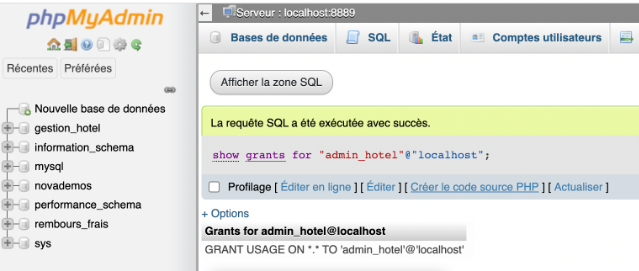 phpMyAdmin
Récentes Préférées
Nouvelle base de données
gestion_hotel
information_schema
mysql
novademos
performance_schema
rembours_frais
sys
Serveur : localhost:8889
Bases de données SQL État Comptes utilisateurs
Afficher la zone SQL
La requête SQL a été exécutée avec succès.
show grants for "admin_hotel"@"localhost";
Profilage [ Éditer en ligne ] [ Éditer ] [ Créer le code source PHP ] [ Actualiser ]
+ Options
Grants for admin_hotel@localhost
GRANT USAGE ON *.* TO 'admin_hotel'@'localhost'